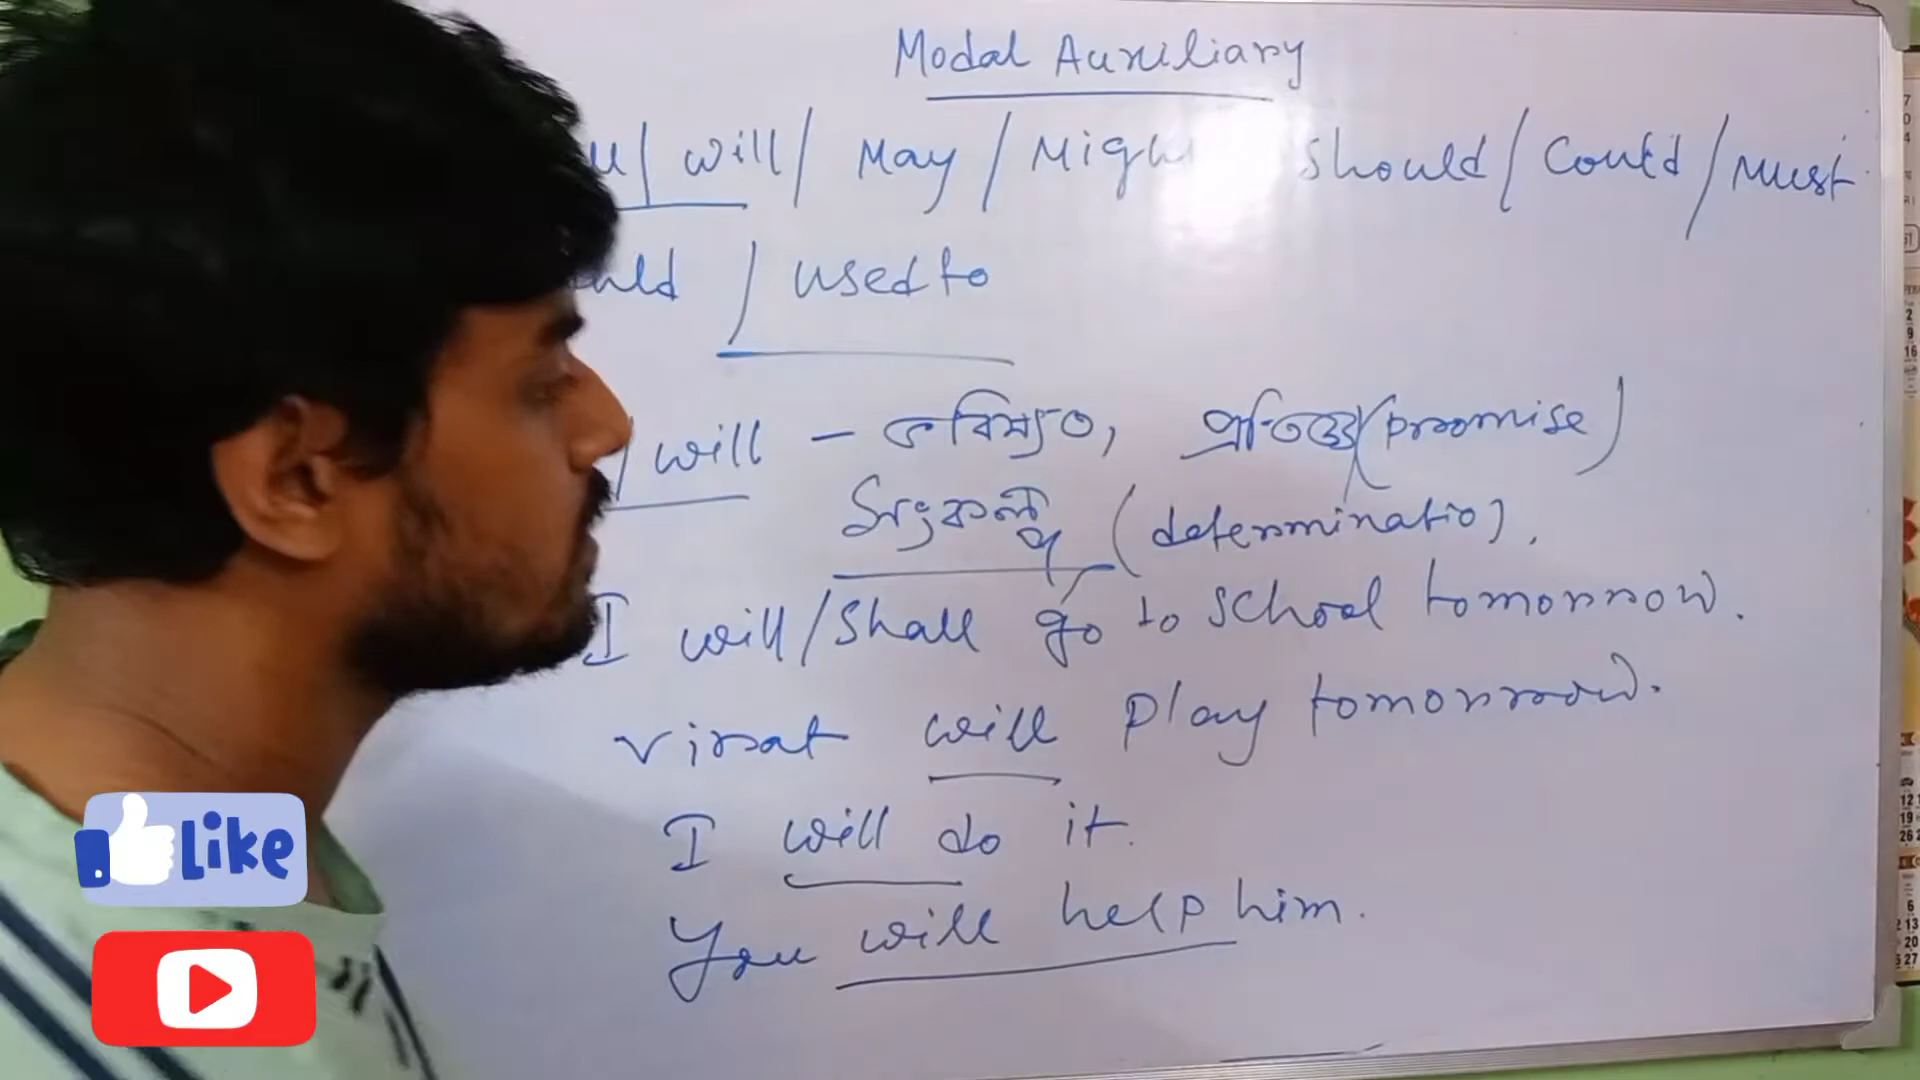 Modal Auxiliary
will / May / Migh should / Could / Must
/ used to
/ will - ভবিষ্যত, প্রতিজ্ঞা (promise)
সংকল্প (determinatio).
I will/shall go to school tomorrow.
virat will play tomorrow.
I will do it.
You will help him.
Like